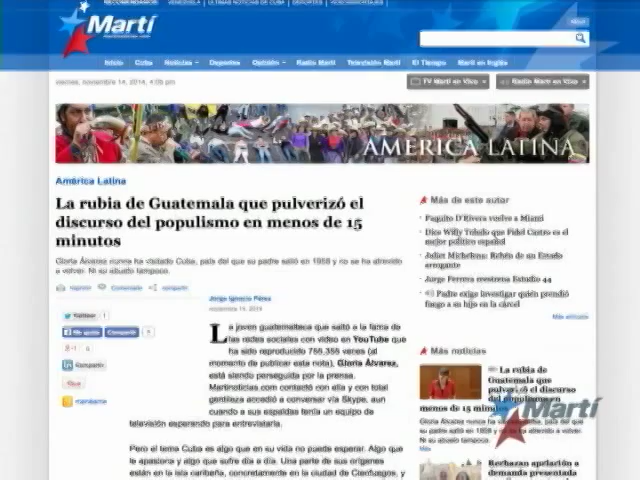 VENEZUELA | ÚLTIMAS NOTICIAS DE CUBA | DEPORTES
Martí
martinoticias.com
Inicio Cuba Noticias Deportes Opinión Radio Martí Televisión Martí El Tiempo Martí en Inglés
viernes, noviembre 14, 2014, 4:05 pm
TV Martí en Vivo Radio Martí en Vivo
AMÉRICA LATINA
América Latina
La rubia de Guatemala que pulverizó el
discurso del populismo en menos de 15
minutos
Gloria Álvarez nunca ha visitado Cuba, país del que su padre salió en 1958 y no se ha atrevido
a volver. Ni su abuelo tampoco.
Imprimir Comentarios compartir
Jorge Ignacio Pérez
noviembre 14, 2014
Twittear 1
Me gusta Compartir
+1
Compartir
La joven guatemalteca que saltó a la fama de
las redes sociales con video en YouTube que
ha sido reproducido 755,355 veces (al
momento de publicar esta nota), Gloria Álvarez,
está siendo perseguida por la prensa.
Martinoticias.com contactó con ella y con total
gentileza accedió a conversar vía Skype, aun
cuando a sus espaldas tenía un equipo de
televisión esperando para entrevistarla.
Pero el tema Cuba es algo que en su vida no puede esperar. Algo que
le apasiona y algo que sufre día a día. Una parte de sus orígenes
están en la isla caribeña, concretamente en la ciudad de Cienfuegos, y
Más de este autor
Paquito D'Rivera vuelve a Miami
Dice Willy Toledo que Fidel Castro es el
mejor político español
Juliet Michelena: Rehén de un Estado
arrogante
Jorge Ferrera reestrena Estudio 44
Padre exige investigar quién prendió
fuego a su hijo en la cárcel
Más artículos
Más noticias
La rubia de
Guatemala que
pulverizó el discurso
del populismo en
menos de 15 minutos
Gloria Álvarez nunca ha visitado Cuba, país
del que su padre salió en 1958 y no se ha atrevido a volver.
Ni su abuelo tampoco.
Más
Rechazan apelación a
demanda presentada
Martí